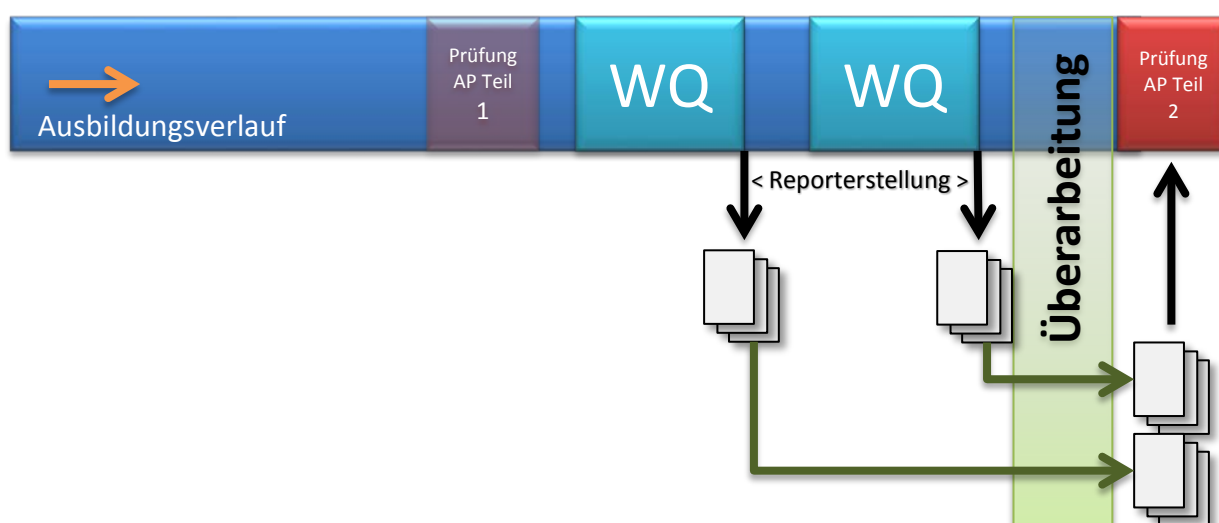 Ausbildungsverlauf
Prüfung
AP Teil
1
WQ
WQ
Überarbeitung
Prüfung
AP Teil
2
< Reporterstellung >